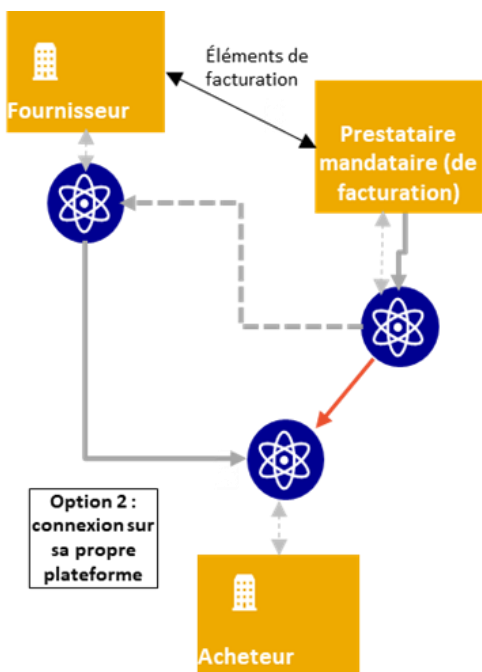 Éléments de
facturation
Fournisseur
Prestataire
mandataire (de
facturation)
Option 2 :
connexion sur
sa propre
plateforme
Acheteur